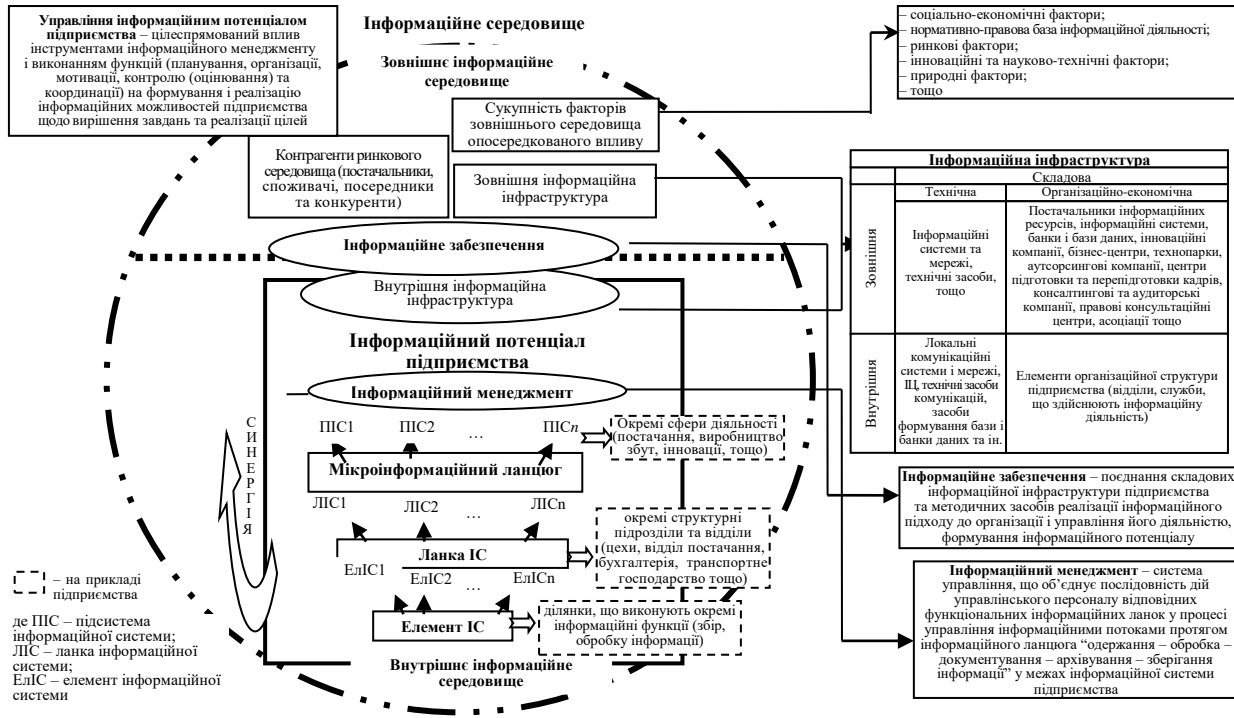 Управління інформаційним потенціалом
підприємства – цілеспрямований вплив
інструментами інформаційного менеджменту
і виконанням функцій (планування, організації,
мотивації, контролю (оцінювання) та
координації) на формування і реалізацію
інформаційних можливостей підприємства
щодо вирішення завдань та реалізації цілей
Інформаційне середовище
Зовнішнє інформаційне
середовище
– соціально-економічні фактори;
– нормативно-правова база інформаційної діяльності;
– ринкові фактори;
– інноваційні та науково-технічні фактори;
– природні фактори;
– тощо
Сукупність факторів
зовнішнього середовища
опосередкованого впливу
Контрагенти ринкового
середовища (постачальники,
споживачі, посередники
та конкуренти)
Зовнішня інформаційна
інфраструктура
Інформаційне забезпечення
Внутрішня інформаційна
інфраструктура
Інформаційний потенціал
підприємства
Інформаційний менеджмент
СИНЕРГІЯ
ПІС1 ПІС2 … ПІСn
Мікроінформаційний ланцюг
ЛІС1 ЛІС2 … ЛІСn
Ланка ІС
ЕлІС1 ЕлІС2 … ЕлІСn
Елемент ІС
Внутрішнє інформаційне
середовище
Окремі сфери діяльності
(постачання, виробництво
збут, інновації, тощо)
окремі структурні
підрозділи та відділи
(цехи, відділ постачання,
бухгалтерія, транспортне
господарство тощо)
ділянки, що виконують окремі
інформаційні функції (збір,
обробку інформації)
Інформаційна інфраструктура
Складова
Технічна
Організаційно-економічна
Зовнішня
Інформаційні
системи та
мережі,
технічні засоби,
тощо
Постачальники інформаційних
ресурсів, інформаційні системи,
банки і бази даних, інноваційні
компанії, бізнес-центри, технопарки,
аутсорсингові компанії, центри
підготовки та перепідготовки кадрів,
консалтингові та аудиторські
компанії, правові консультаційні
центри, асоціації тощо
Внутрішня
Локальні
комунікаційні
системи і мережі,
ІЦ, технічні засоби
комунікацій,
засоби
формування бази і
банки даних та ін.
Елементи організаційної структури
підприємства (відділи, служби,
що здійснюють інформаційну
діяльність)
Інформаційне забезпечення – поєднання складових
інформаційної інфраструктури підприємства
та методичних засобів реалізації інформаційного
підходу до організації і управління його діяльністю,
формування інформаційного потенціалу
Інформаційний менеджмент – система
управління, що об’єднує послідовність дій
управлінського персоналу відповідних
функціональних інформаційних ланок у процесі
управління інформаційними потоками протягом
інформаційного ланцюга “одержання – обробка –
документування – архівування – зберігання
інформації” у межах інформаційної системи
підприємства
– на прикладі
підприємства
де ПІС – підсистема
інформаційної системи;
ЛІС – ланка інформаційної
системи;
ЕлІС – елемент інформаційної
системи